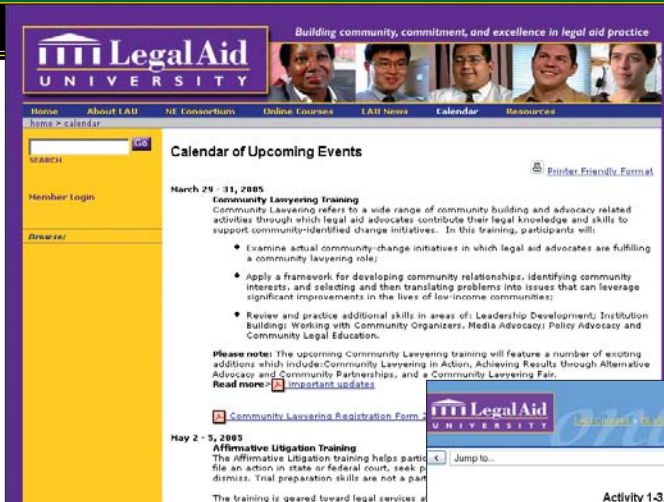 Building community, commitment, and excellence in legal aid practice
LegalAid
UNIVERSITY
Home About LAU NE Consortium Online Courses LAU News Calendar Resources
home > calendar
Go
SEARCH
Member Login
Browse:
Calendar of Upcoming Events
Printer Friendly Format
March 29 - 31, 2005
Community Lawyering Training
Community Lawyering refers to a wide range of community building and advocacy related
activities through which legal aid advocates contribute their legal knowledge and skills to
support community-identified change initiatives. In this training, participants will:
Examine actual community-change initiatives in which legal aid advocates are fulfilling
a community lawyering role;
Apply a framework for developing community relationships, identifying community
interests, and selecting and then translating problems into issues that can leverage
significant improvements in the lives of low-income communities;
Review and practice additional skills in areas of: Leadership Development; Institution
Building; Working with Community Organizers, Media Advocacy; Policy Advocacy and
Community Legal Education.
Please note: The upcoming Community Lawyering training will feature a number of exciting
additions which include:Community Lawyering in Action, Achieving Results through Alternative
Advocacy and Community Partnerships, and a Community Lawyering Fair.
Read more> important updates
Community Lawyering Registration Form 2
May 2 - 5, 2005
Affirmative Litigation Training
The Affirmative Litigation training helps partic
file an action in state or federal court, seek p
dismiss. Trial preparation skills are not a part
The training is geared toward legal services a
LegalAid
UNIVERSITY
Jump to...
Activity 1-3